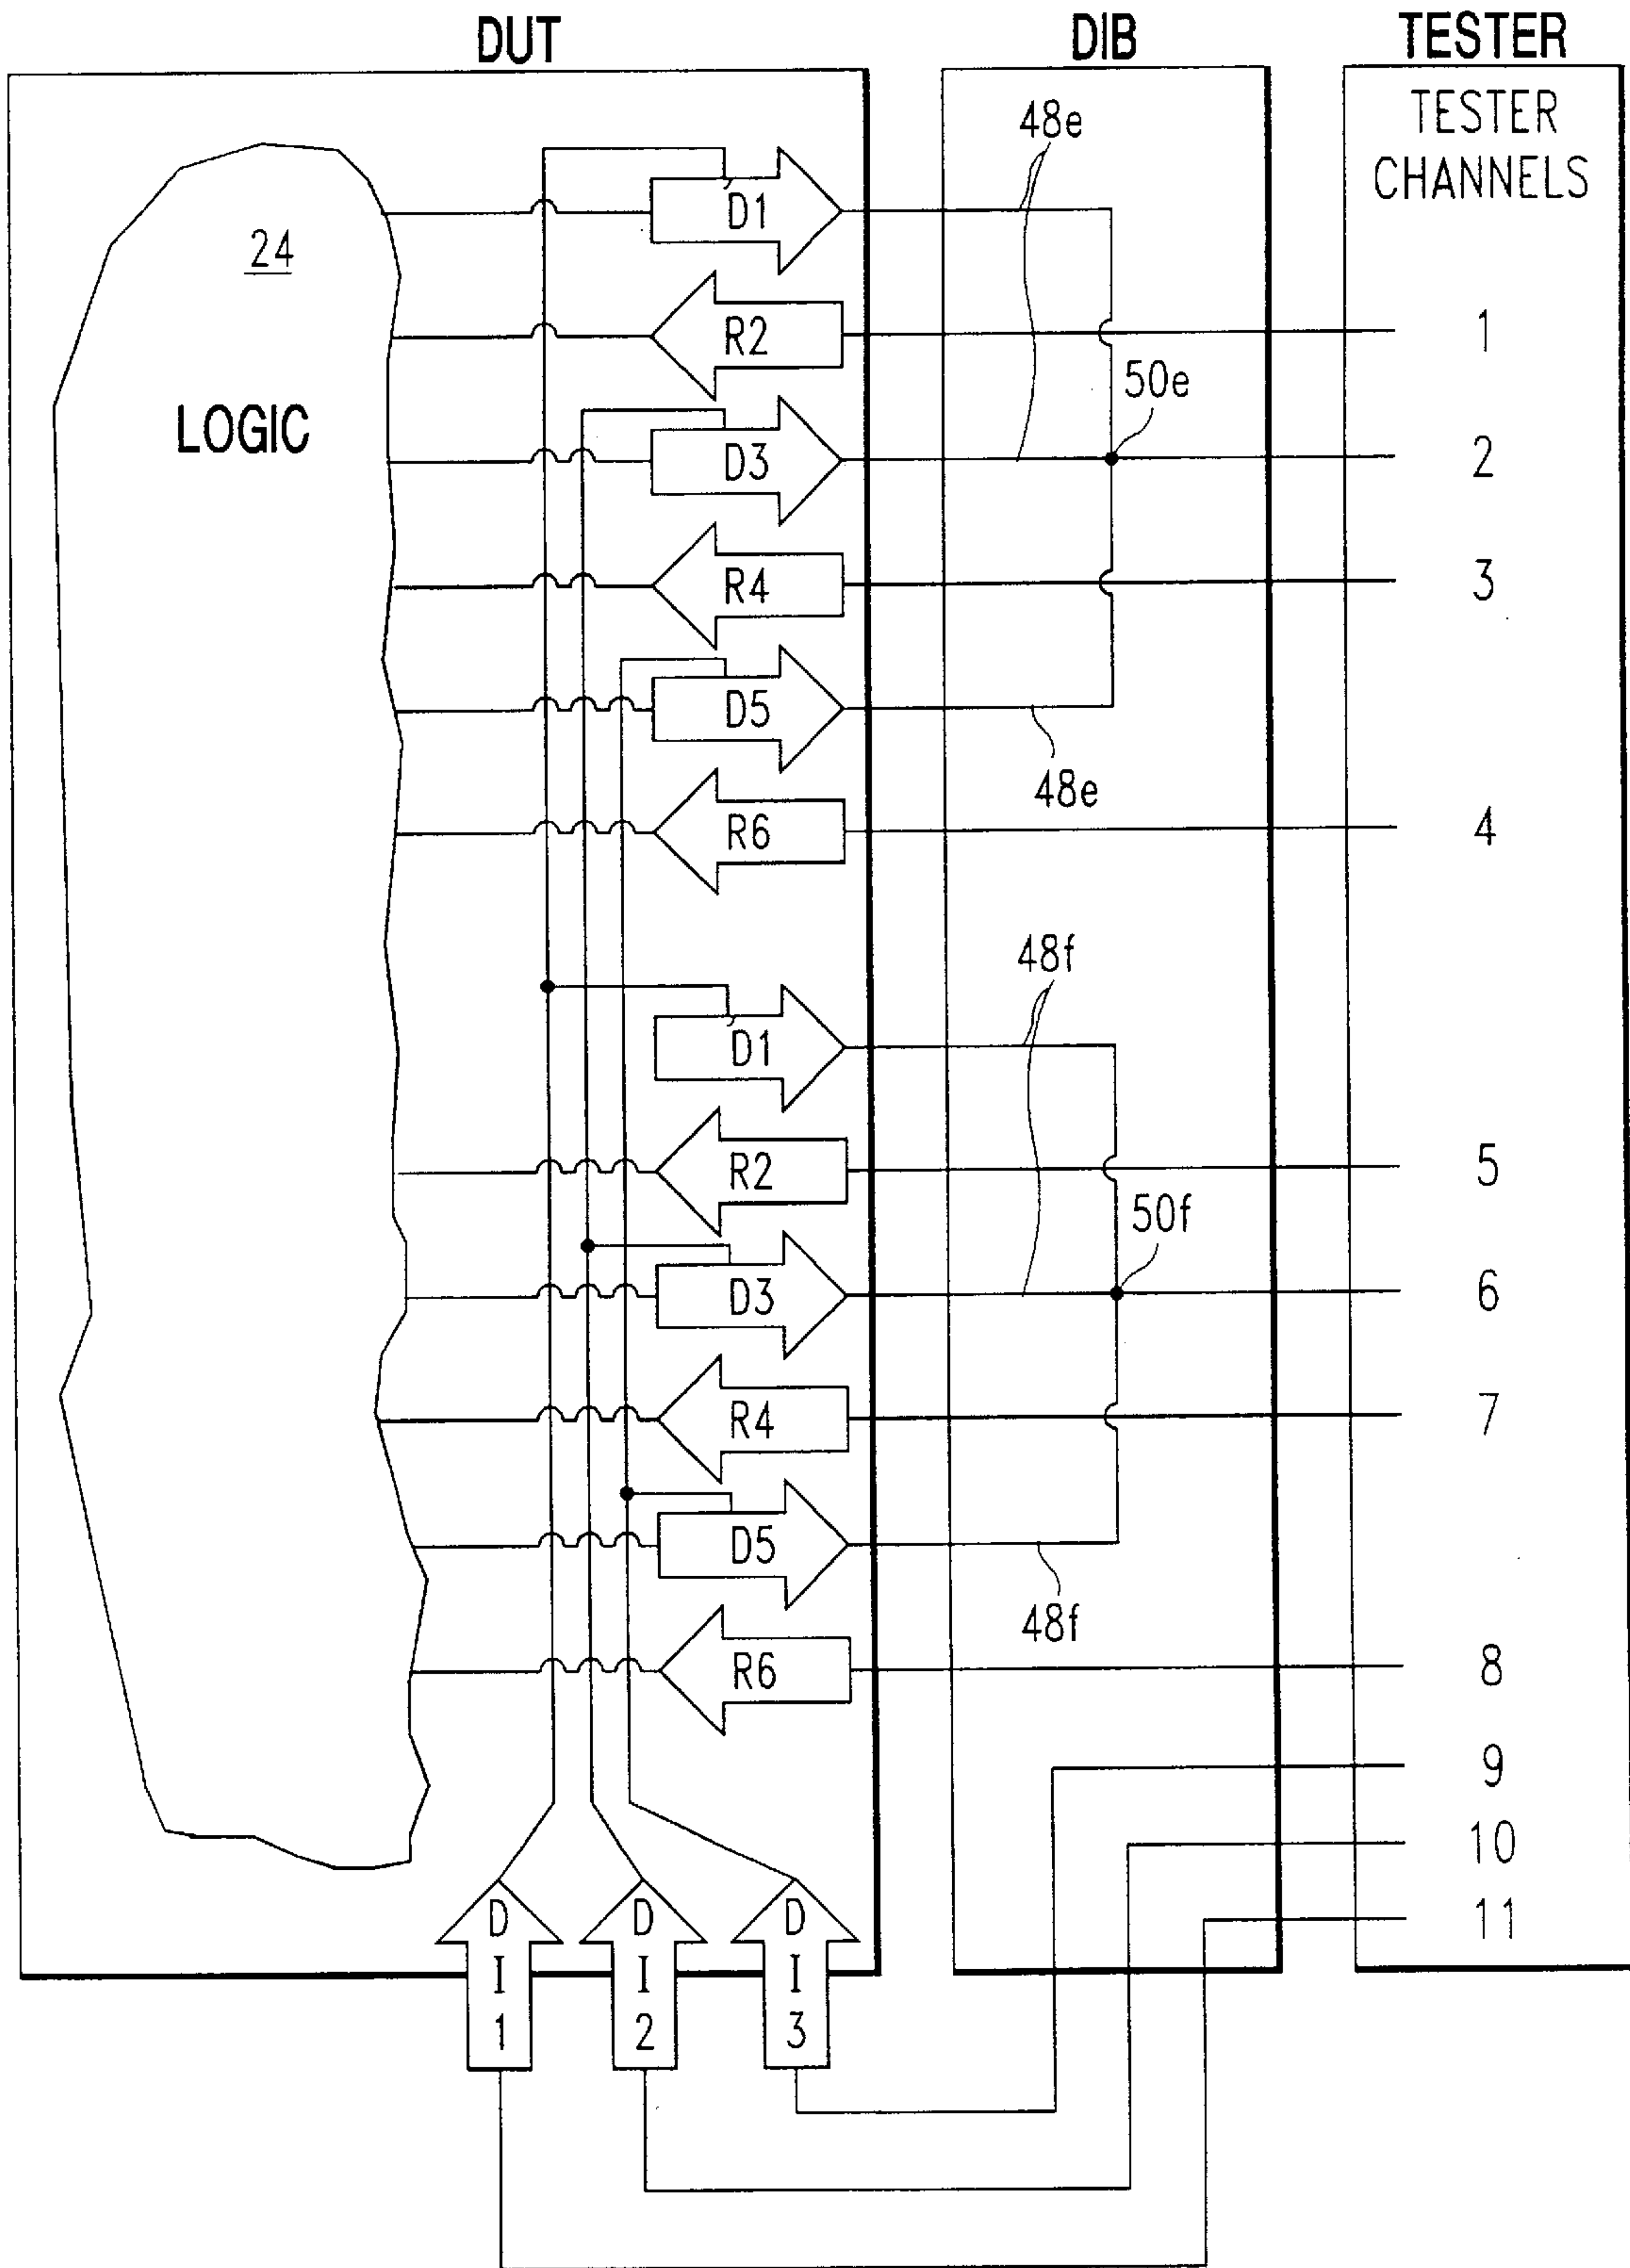 DUT
DIB
TESTER
TESTER
CHANNELS
48e
D1
24
R2
1
50e
LOGIC
D3
2
R4
3
D5
48e
R6
4
48f
D1
R2
5
50f
D3
6
R4
7
D5
48f
R6
8
9
10
11
D I 1
D I 2
D I 3